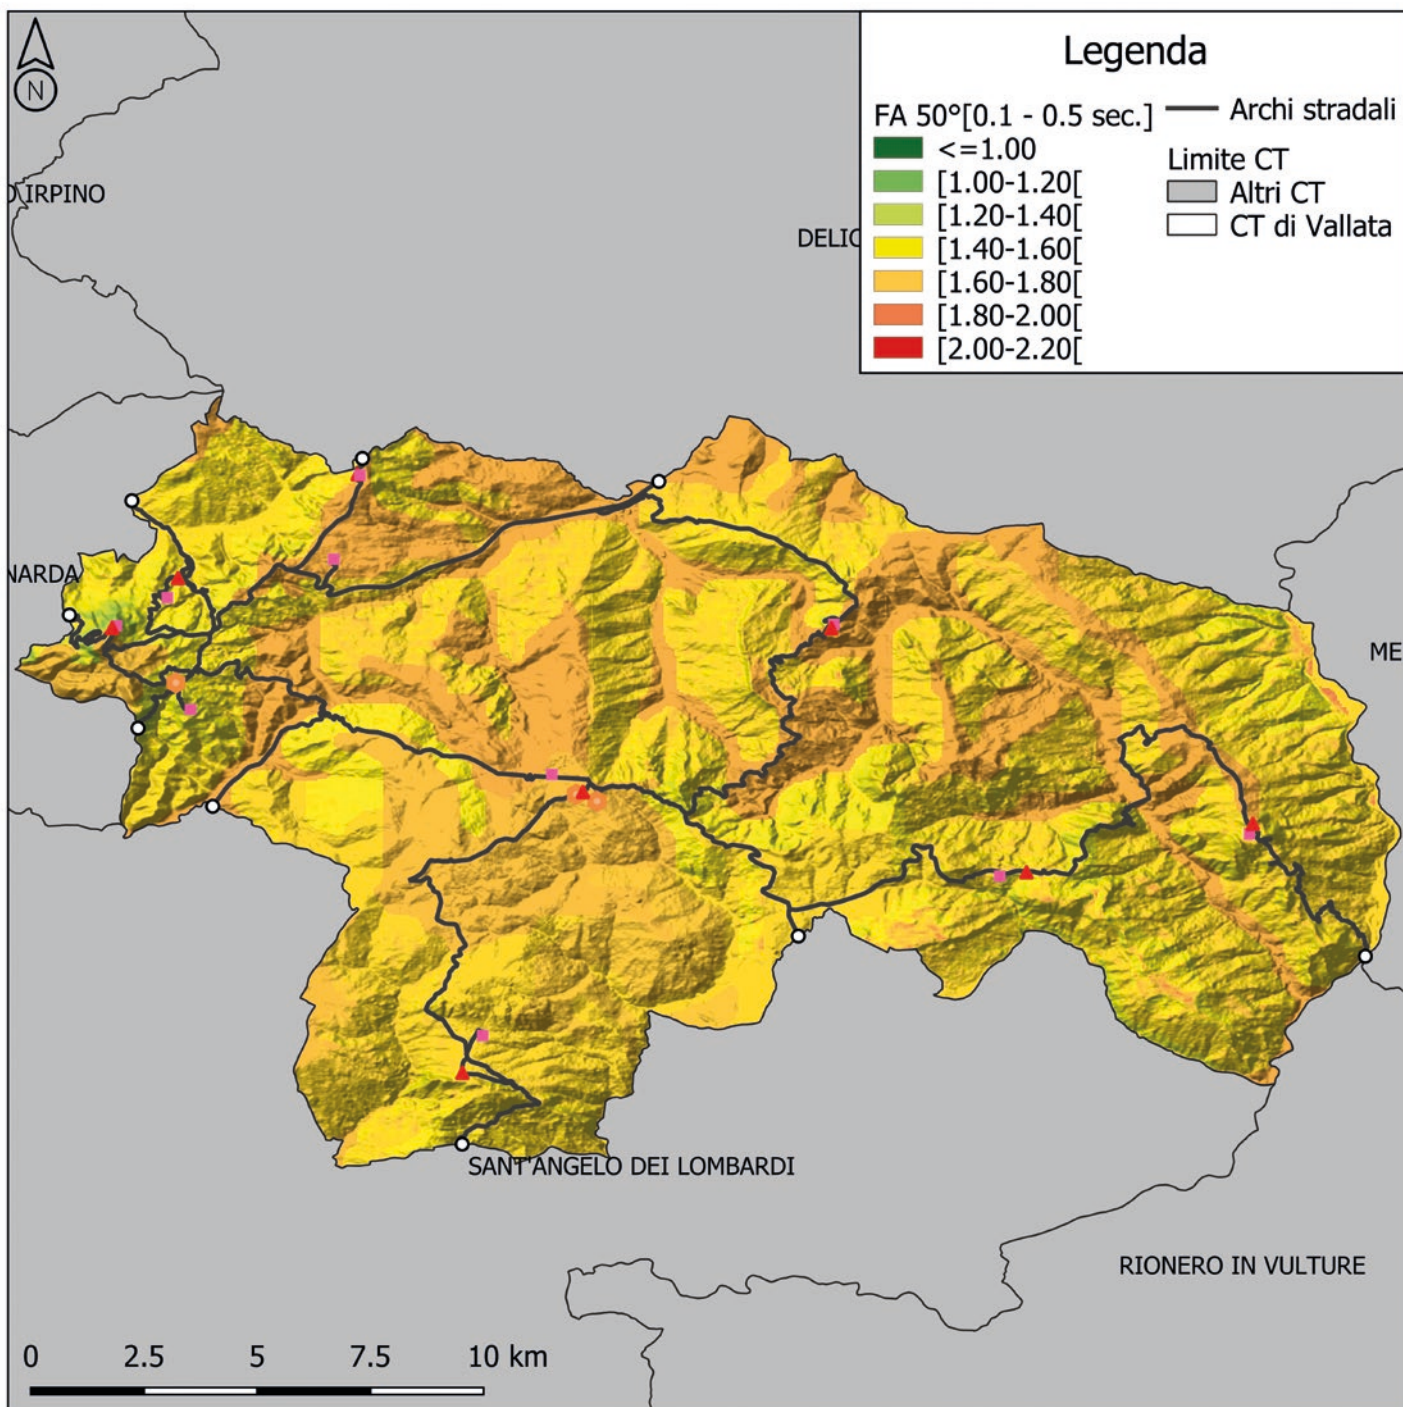 N
Legenda
FA 50°[0.1 - 0.5 sec.]
<=1.00
[1.00-1.20[
[1.20-1.40[
[1.40-1.60[
[1.60-1.80[
[1.80-2.00[
[2.00-2.20[
Archi stradali
Limite CT
Altri CT
CT di Vallata
IRPINO
DELIC
NARDA
ME
SANT'ANGELO DEI LOMBARDI
RIONERO IN VULTURE
0 2.5 5 7.5 10 km